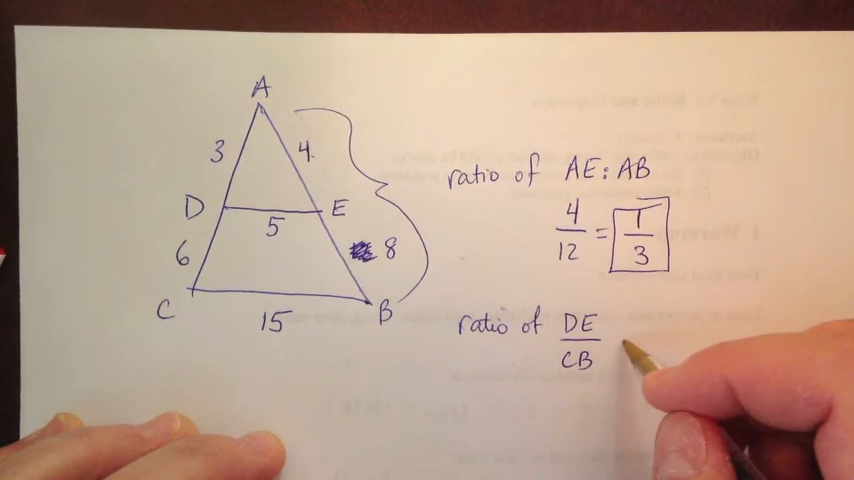 A
3
4
D
E
5
6
8
C
B
15
ratio of AE:AB
4/12 = 1/3
ratio of DE/CB